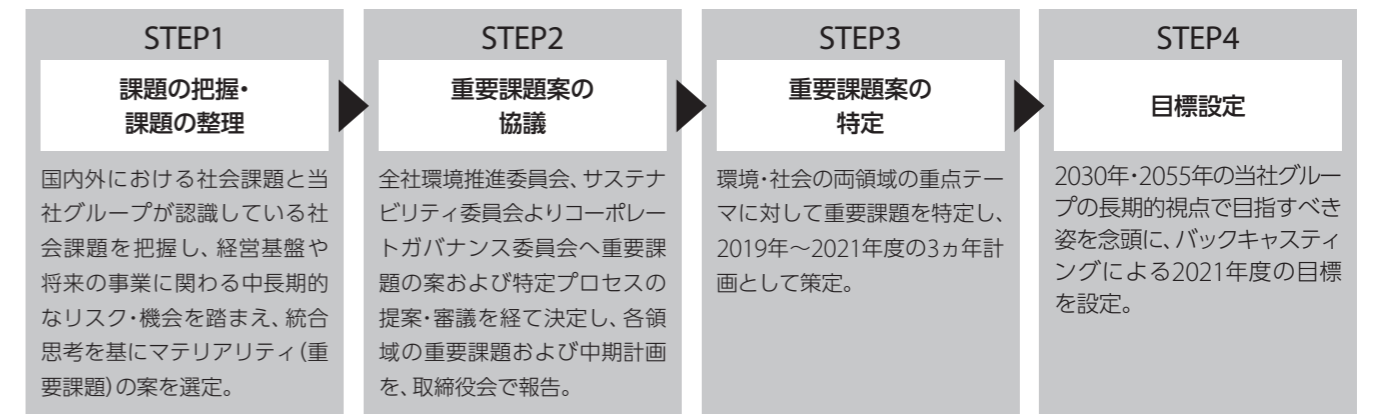 STEP1
課題の把握・
課題の整理
国内外における社会課題と当
社グループが認識している社
会課題を把握し、経営基盤や
将来の事業に関わる中長期的
なリスク・機会を踏まえ、統合
思考を基にマテリアリティ(重
要課題)の案を選定。
STEP2
重要課題案の
協議
全社環境推進委員会、サステナ
ビリティ委員会よりコーポレー
トガバナンス委員会へ重要課
題の案および特定プロセスの
提案・審議を経て決定し、各領
域の重要課題および中期計画
を、取締役会で報告。
STEP3
重要課題案の
特定
環境・社会の両領域の重点テー
マに対して重要課題を特定し、
2019年〜2021年度の3ヵ年計
画として策定。
STEP4
目標設定
2030年・2055年の当社グルー
プの長期的視点で目指すべき
姿を念頭に、バックキャスティ
ングによる2021年度の目標
を設定。